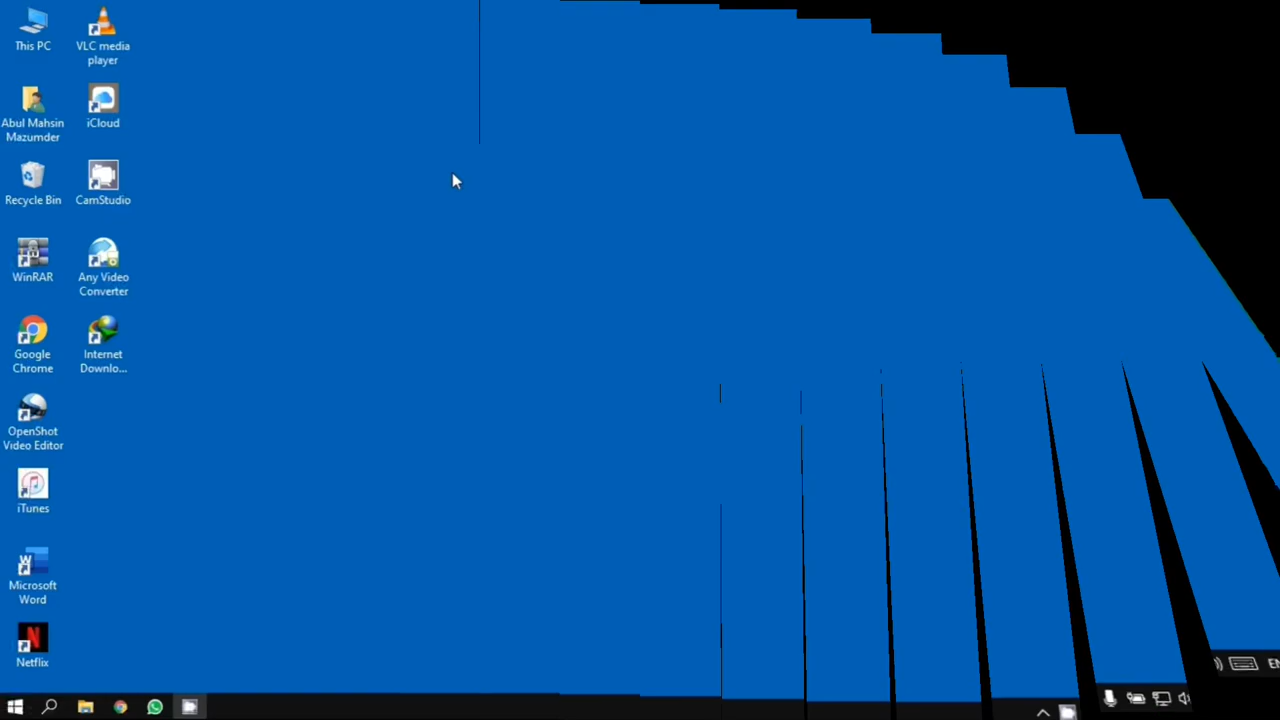 This PC
VLC media
player
Abul Mahsin
Mazumder
iCloud
Recycle Bin
CamStudio
WinRAR
Any Video
Converter
Google
Chrome
Internet
Downlo...
OpenShot
Video Editor
iTunes
Microsoft
Word
Netflix